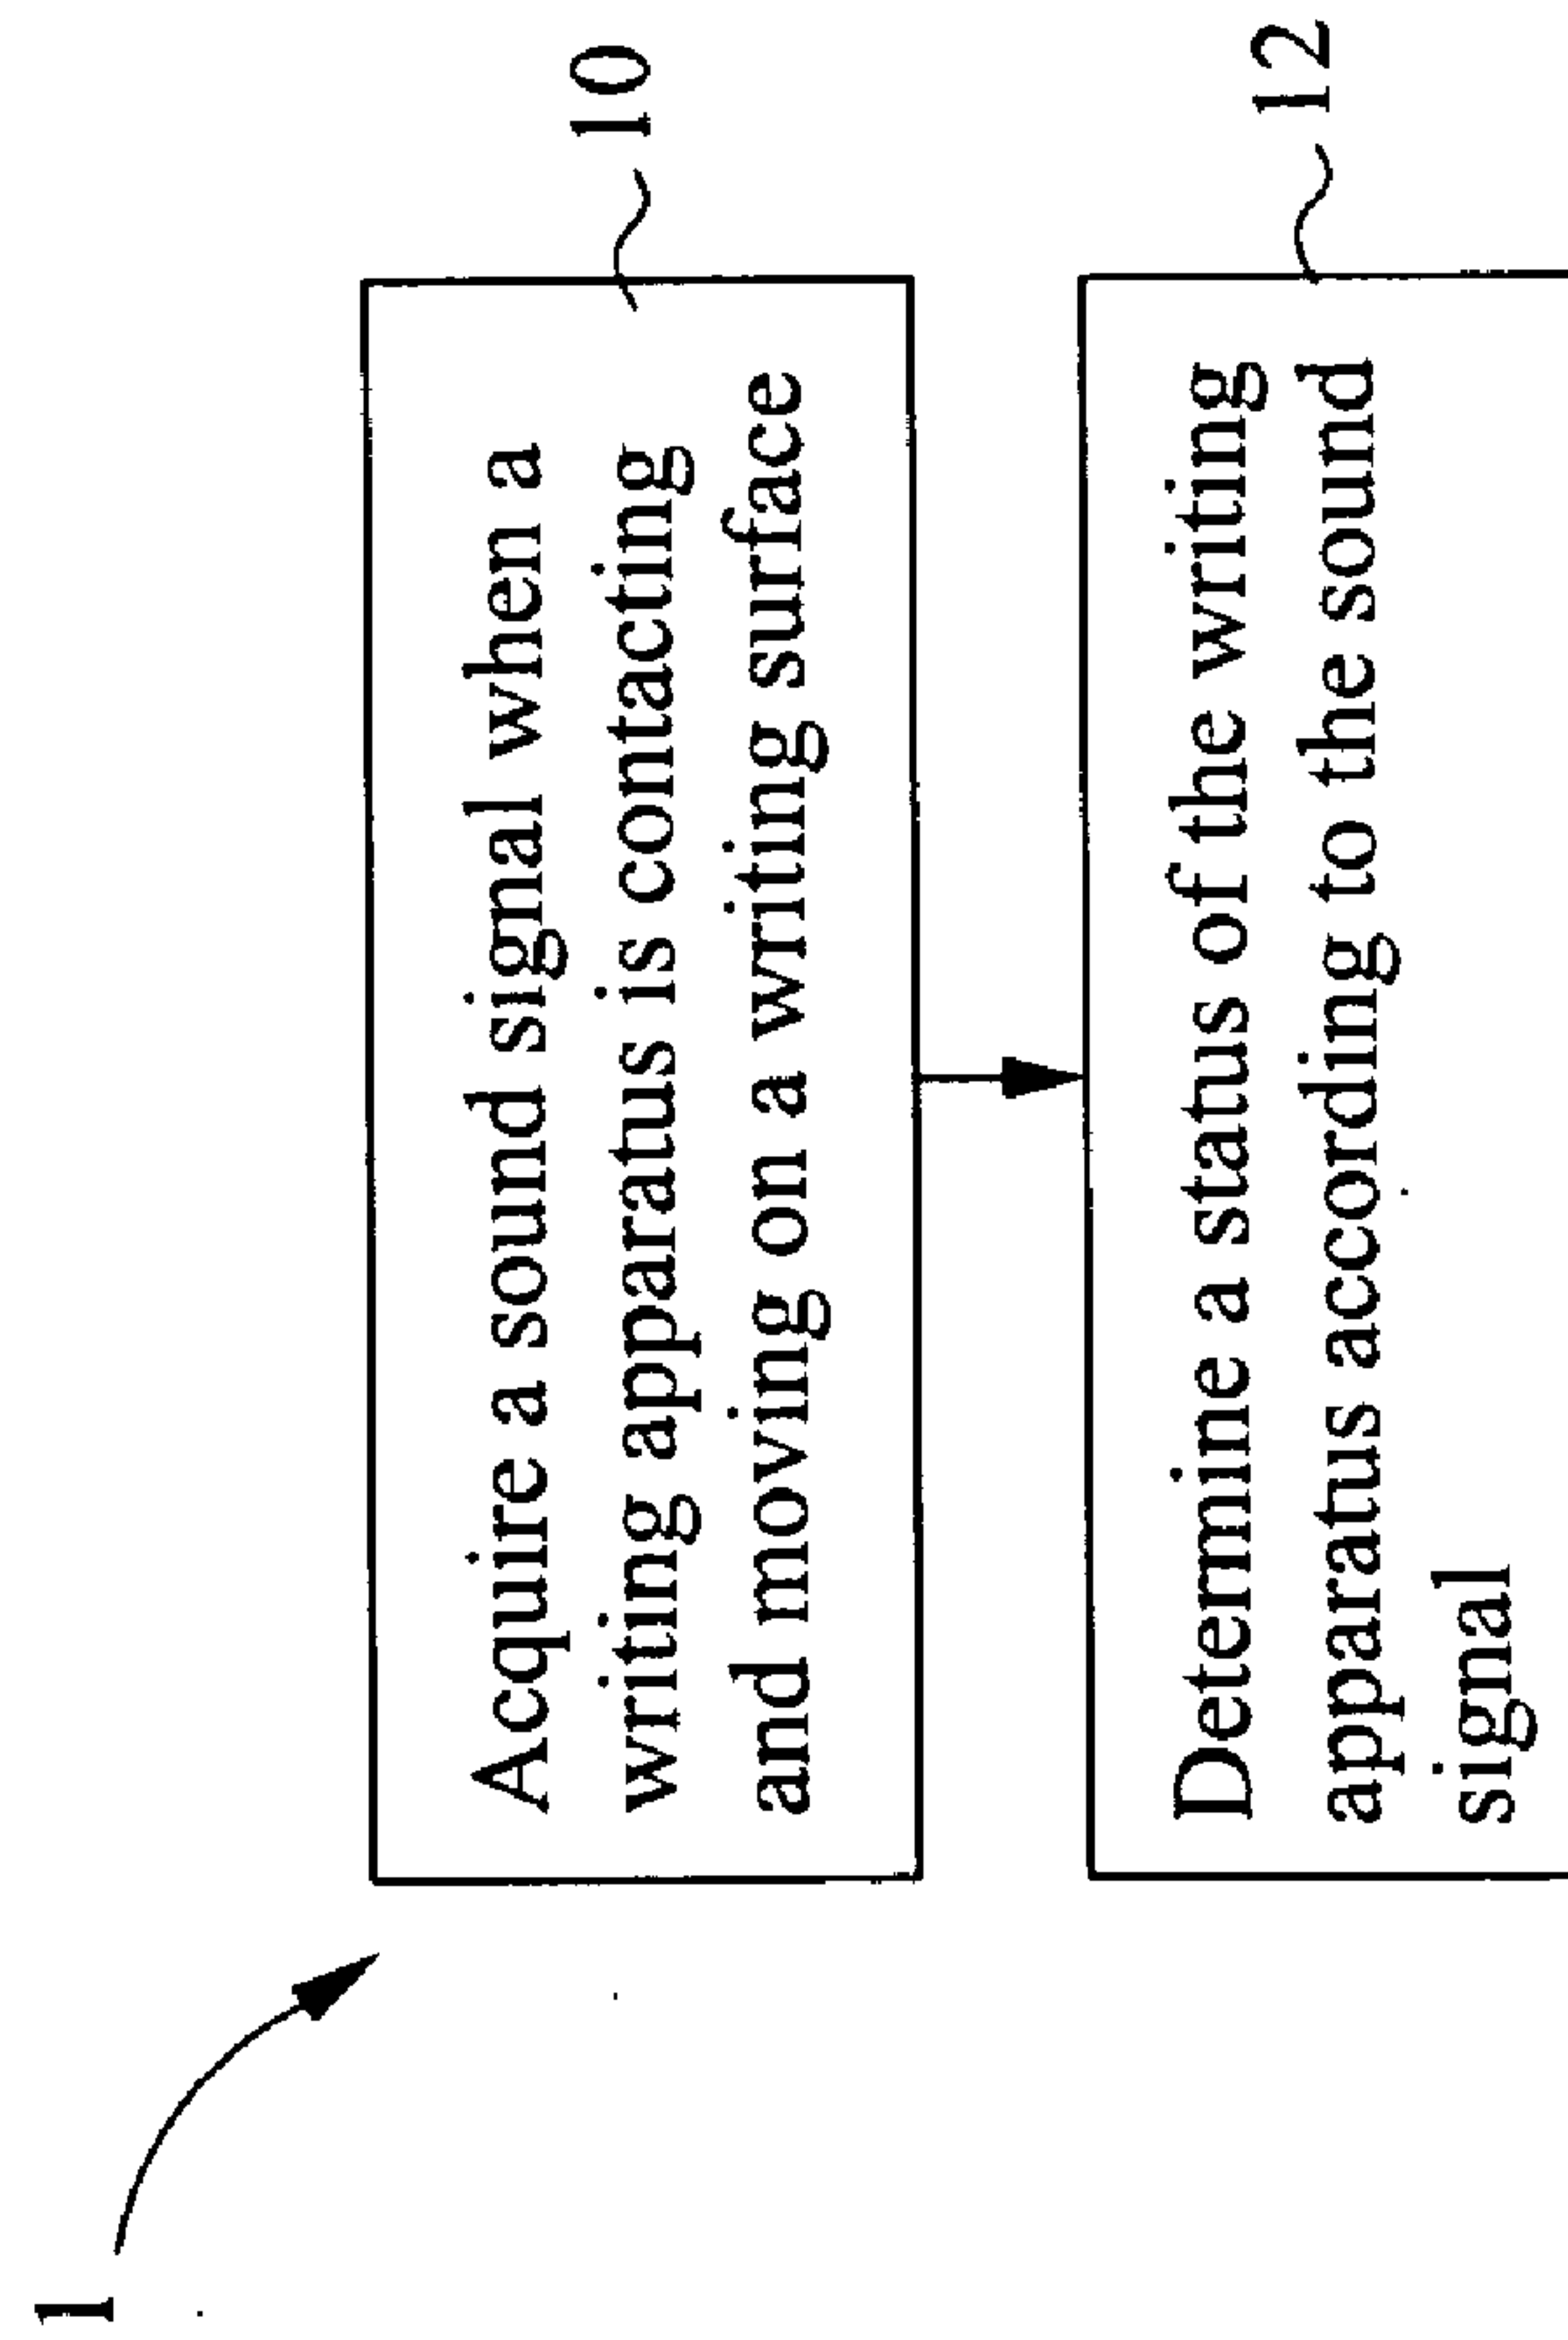 1
Acquire a sound signal when a
writing apparatus is contacting
and moving on a writing surface
10
Determine a status of the writing
apparatus according to the sound
signal
12